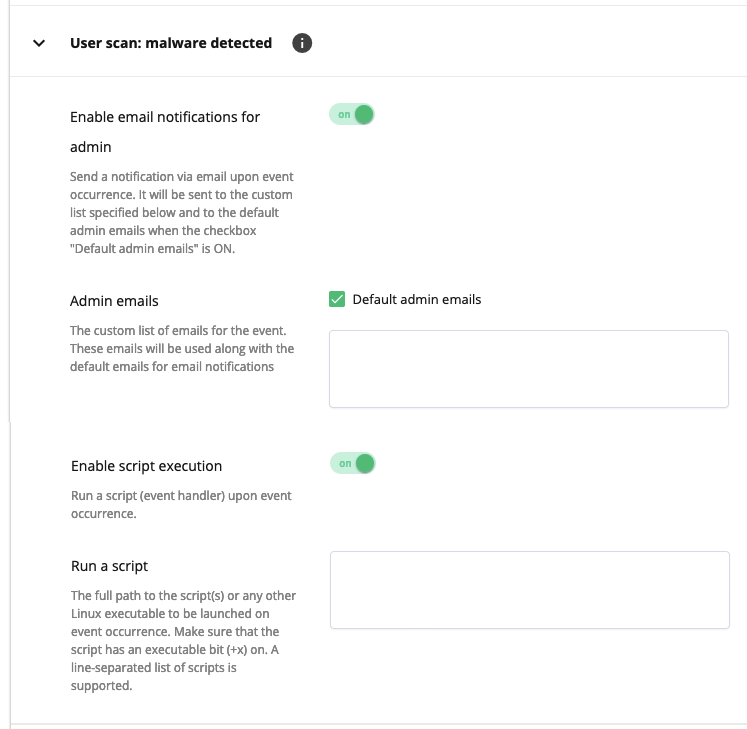 User scan: malware detected
Enable email notifications for
admin
on
Send a notification via email upon event
occurrence. It will be sent to the custom
list specified below and to the default
admin emails when the checkbox
"Default admin emails" is ON.
Admin emails
Default admin emails
The custom list of emails for the event.
These emails will be used along with the
default emails for email notifications
Enable script execution
on
Run a script (event handler) upon event
occurrence.
Run a script
The full path to the script(s) or any other
Linux executable to be launched on
event occurrence. Make sure that the
script has an executable bit (+x) on. A
line-separated list of scripts is
supported.